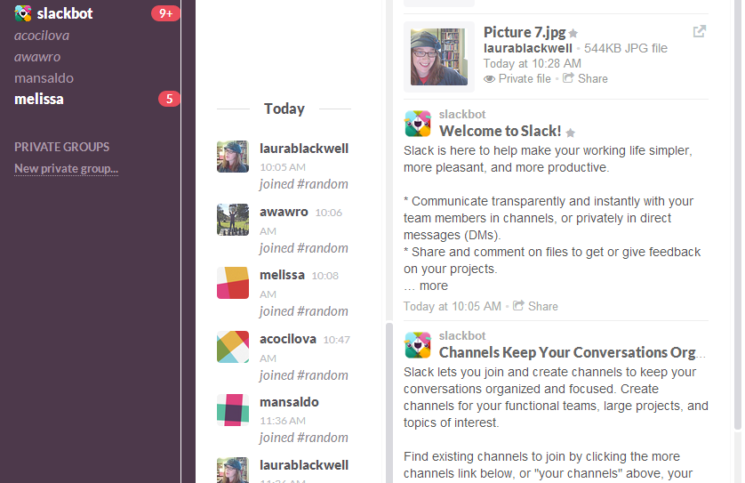 slackbot 9+
acocilova
awawro
mansaldo
melissa 5
PRIVATE GROUPS
New private group...
Today
laurablackwell
10:05 AM
joined #random
awawro 10:06
AM
joined #random
melissa 10:08
AM
joined #random
acocilova 10:47
AM
joined #random
mansaldo
11:36 AM
joined #random
laurablackwell
11:36 AM
Picture 7.jpg
laurablackwell • 544KB JPG file
Today at 10:28 AM
Private file • Share
slackbot
Welcome to Slack!
Slack is here to help make your working life simpler,
more pleasant, and more productive.
* Communicate transparently and instantly with your
team members in channels, or privately in direct
messages (DMs).
* Share and comment on files to get or give feedback
on your projects.
... more
Today at 10:05 AM • Share
slackbot
Channels Keep Your Conversations Org...
Slack lets you join and create channels to keep your
conversations organized and focused. Create
channels for your functional teams, large projects, and
topics of interest.
Find existing channels to join by clicking the more
channels link below, or "your channels" above, your